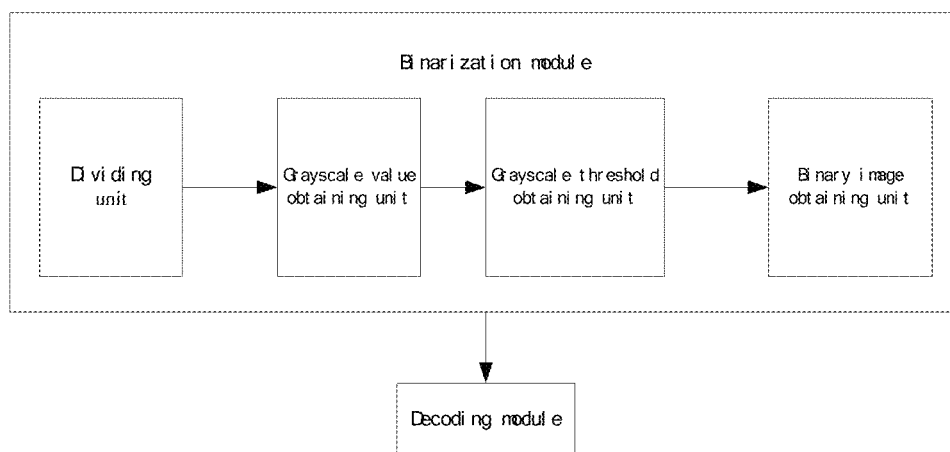 Binarization module
Dividing
unit
Grayscale value
obtaining unit
Grayscale threshold
obtaining unit
Binary image
obtaining unit
Decoding module